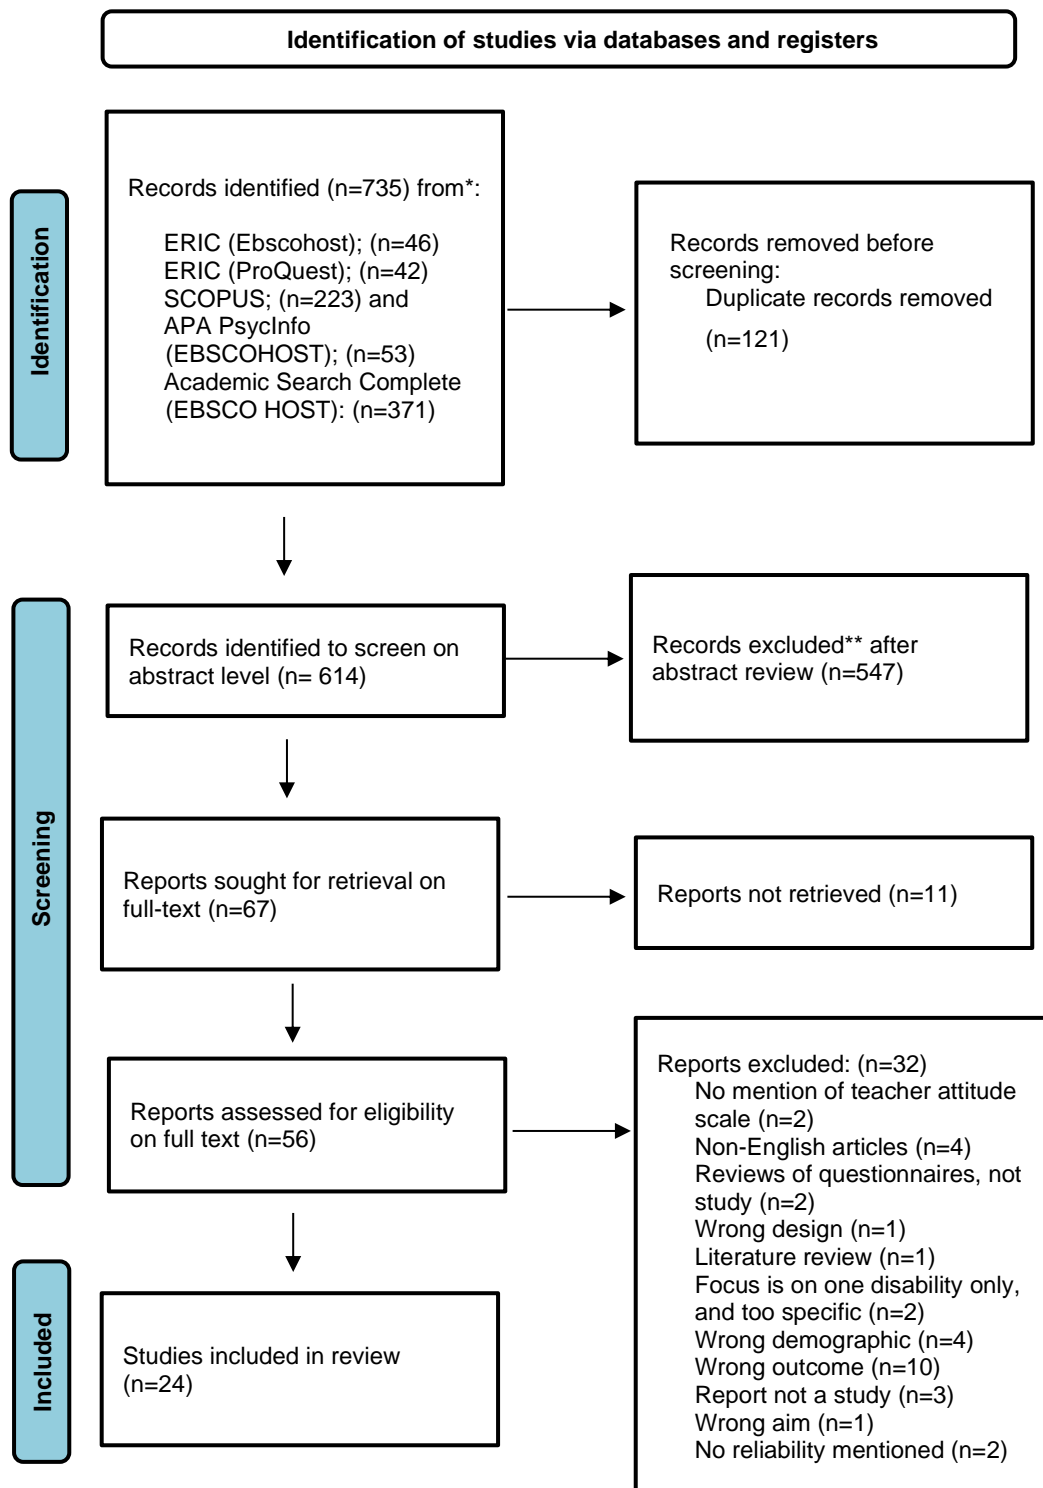 Identification of studies via databases and registers
Identification
Records identified (n=735) from*:
ERIC (Ebscohost); (n=46)
ERIC (ProQuest); (n=42)
SCOPUS; (n=223) and
APA PsycInfo
(EBSCOHOST); (n=53)
Academic Search Complete
(EBSCO HOST): (n=371)
Records removed before
screening:
Duplicate records removed
(n=121)
Screening
Records identified to screen on
abstract level (n= 614)
Records excluded** after
abstract review (n=547)
Reports sought for retrieval on
full-text (n=67)
Reports not retrieved (n=11)
Reports assessed for eligibility
on full text (n=56)
Reports excluded: (n=32)
No mention of teacher attitude
scale (n=2)
Non-English articles (n=4)
Reviews of questionnaires, not
study (n=2)
Wrong design (n=1)
Literature review (n=1)
Focus is on one disability only,
and too specific (n=2)
Wrong demographic (n=4)
Wrong outcome (n=10)
Report not a study (n=3)
Wrong aim (n=1)
No reliability mentioned (n=2)
Included
Studies included in review
(n=24)